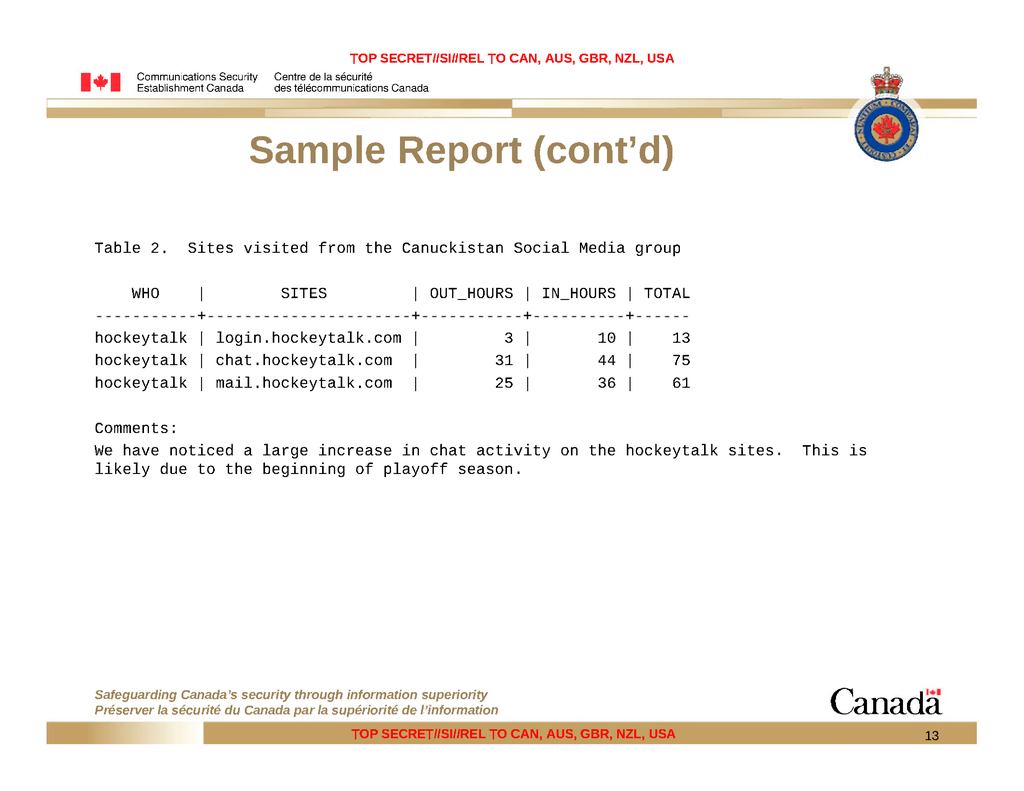 TOP SECRET//SI//REL TO CAN, AUS, GBR, NZL, USA
Communications Security Centre de la sécurité
Establishment Canada des télécommunications Canada
Sample Report (cont’d)
Table 2.  Sites visited from the Canuckistan Social Media group
    WHO    |        SITES         | OUT_HOURS | IN_HOURS | TOTAL
-----------+----------------------+-----------+----------+------
hockeytalk | login.hockeytalk.com |         3 |       10 |    13
hockeytalk | chat.hockeytalk.com  |        31 |       44 |    75
hockeytalk | mail.hockeytalk.com  |        25 |       36 |    61
Comments:
We have noticed a large increase in chat activity on the hockeytalk sites.  This is
likely due to the beginning of playoff season.
Safeguarding Canada’s security through information superiority
Préserver la sécurité du Canada par la supériorité de l’information
Canada
TOP SECRET//SI//REL TO CAN, AUS, GBR, NZL, USA
13